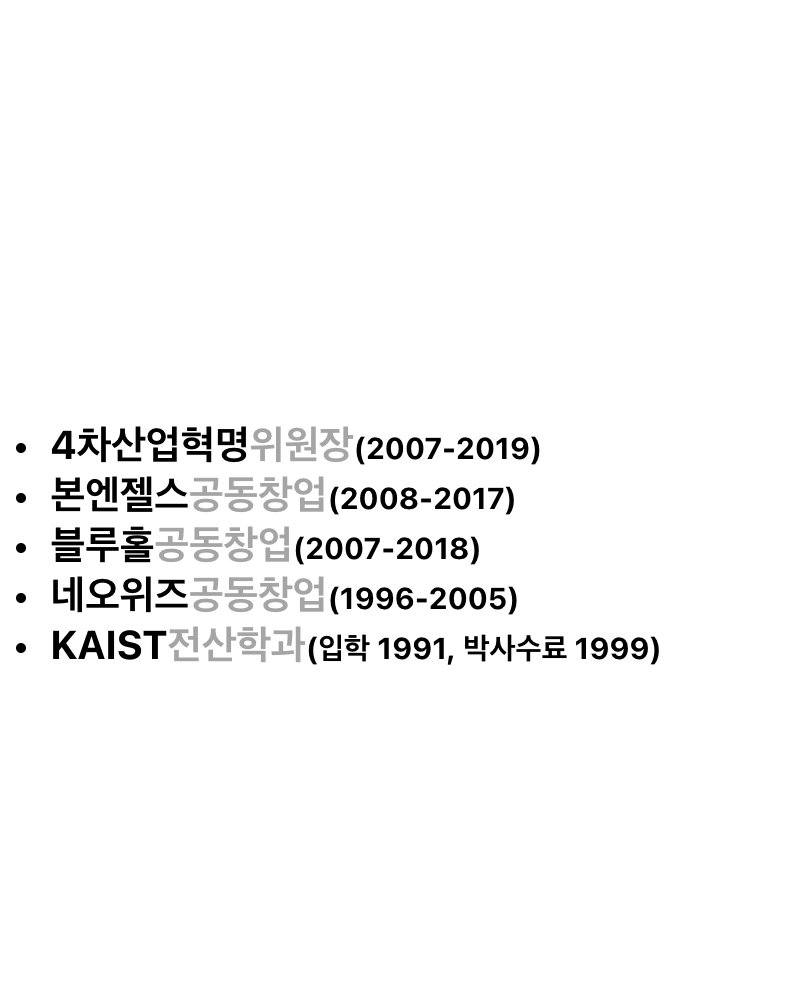 • 4차산업혁명위원장(2007-2019)
• 본엔젤스공동창업(2008-2017)
• 블루홀공동창업(2007-2018)
• 네오위즈공동창업(1996-2005)
• KAIST전산학과(입학 1991, 박사수료 1999)